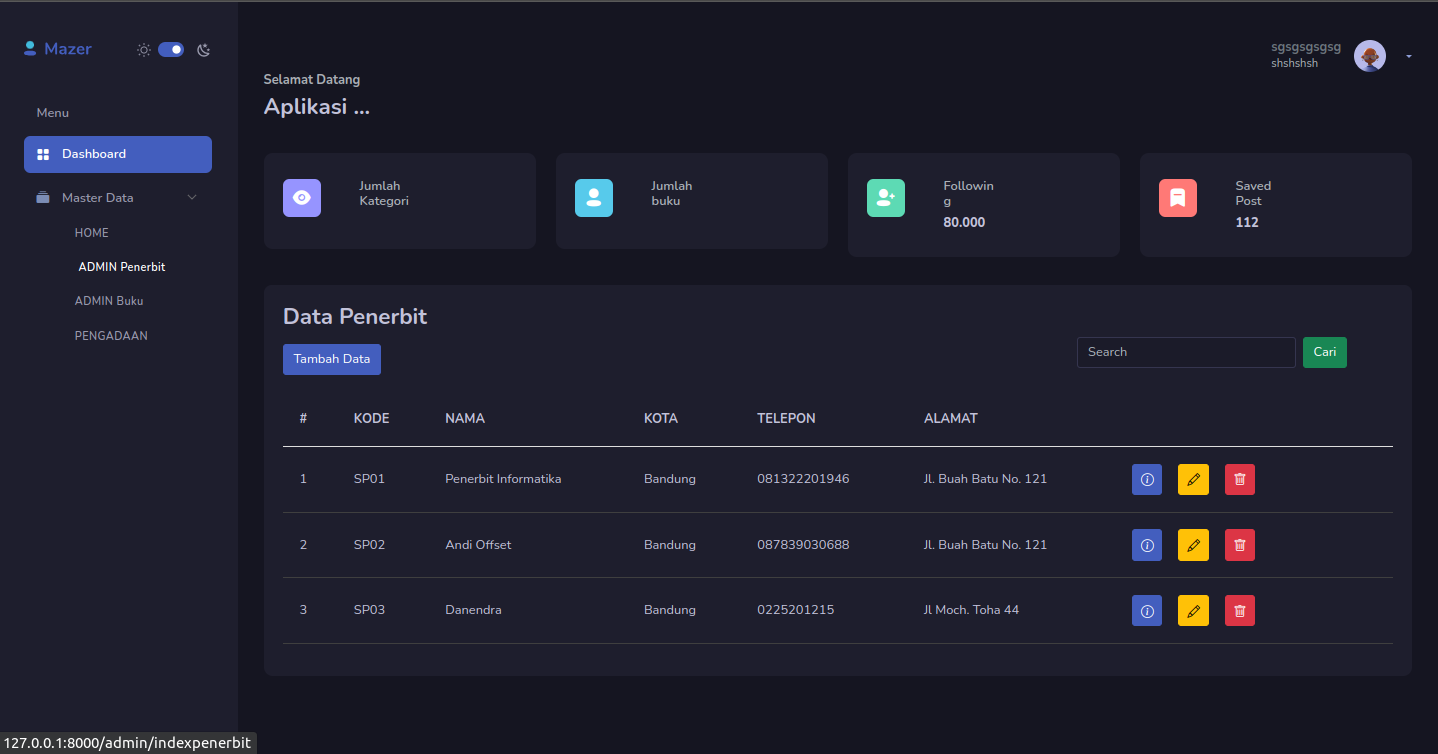 Mazer
Menu
Dashboard
Master Data
HOME
ADMIN Penerbit
ADMIN Buku
PENGADAAN
sgsgsgsgsg
shshshsh
Selamat Datang
Aplikasi ...
Jumlah
Kategori
Jumlah
buku
Followin
g
80.000
Saved
Post
112
Data Penerbit
Tambah Data
Search
Cari
# KODE NAMA KOTA TELEPON ALAMAT
1 SP01 Penerbit Informatika Bandung 081322201946 Jl. Buah Batu No. 121
2 SP02 Andi Offset Bandung 087839030688 Jl. Buah Batu No. 121
3 SP03 Danendra Bandung 0225201215 Jl Moch. Toha 44
127.0.0.1:8000/admin/indexpenerbit